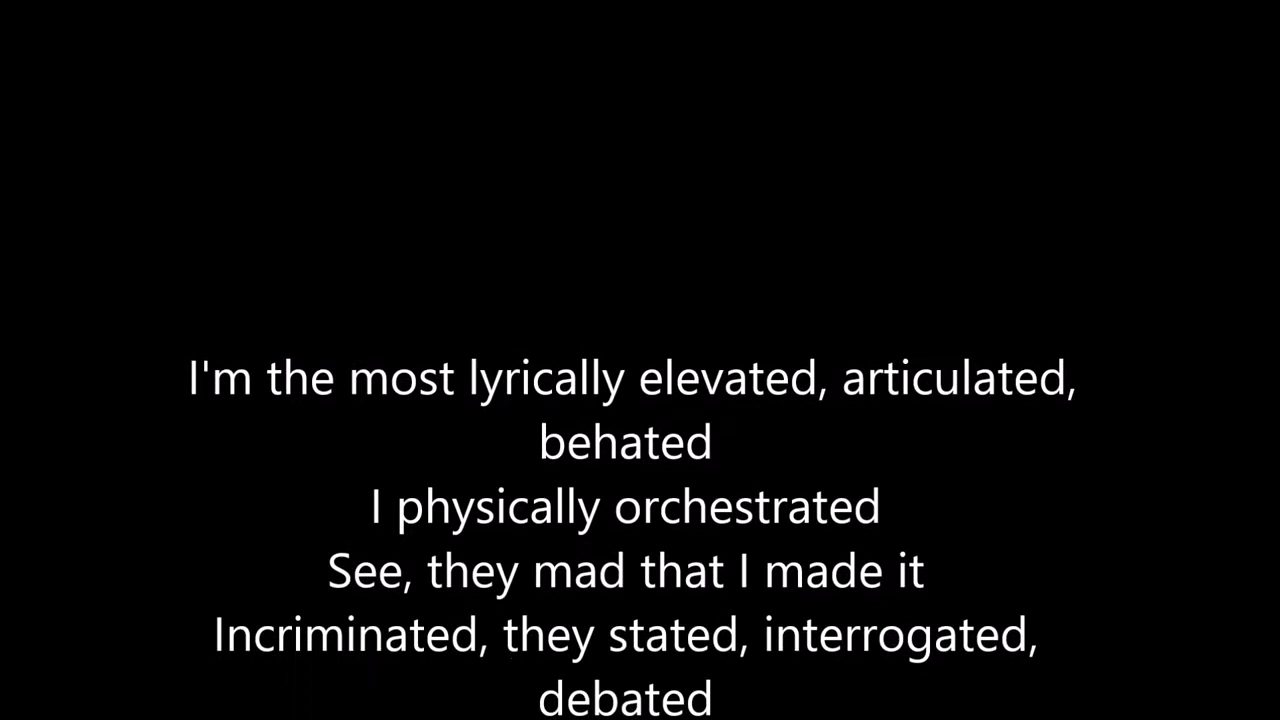 I'm the most lyrically elevated, articulated,
behated
I physically orchestrated
See, they mad that I made it
Incriminated, they stated, interrogated,
debated